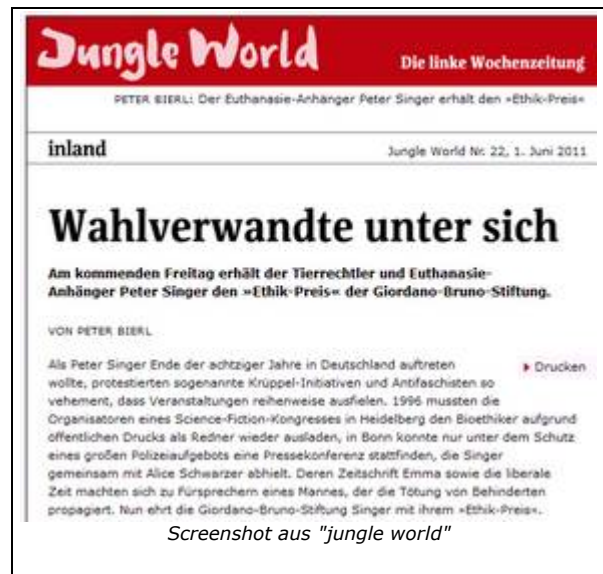 Jungle World
Die linke Wochenzeitung
PETER BIERL: Der Euthanasie-Anhänger Peter Singer erhält den »Ethik-Preis«
inland
Jungle World Nr. 22, 1. Juni 2011
Wahlverwandte unter sich
Am kommenden Freitag erhält der Tierrechtler und Euthanasie-
Anhänger Peter Singer den »Ethik-Preis« der Giordano-Bruno-Stiftung.
VON PETER BIERL
Drucken
Als Peter Singer Ende der achtziger Jahre in Deutschland auftreten
wollte, protestierten sogenannte Krüppel-Initiativen und Antifaschisten so
vehement, dass Veranstaltungen reihenweise ausfielen. 1996 mussten die
Organisatoren eines Science-Fiction-Kongresses in Heidelberg den Bioethiker aufgrund
öffentlichen Drucks als Redner wieder ausladen, in Bonn konnte nur unter dem Schutz
eines großen Polizeiaufgebots eine Pressekonferenz stattfinden, die Singer
gemeinsam mit Alice Schwarzer abhielt. Deren Zeitschrift Emma sowie die liberale
Zeit machten sich zu Fürsprechern eines Mannes, der die Tötung von Behinderten
propagiert. Nun ehrt die Giordano-Bruno-Stiftung Singer mit ihrem »Ethik-Preis«.
Screenshot aus "jungle world"